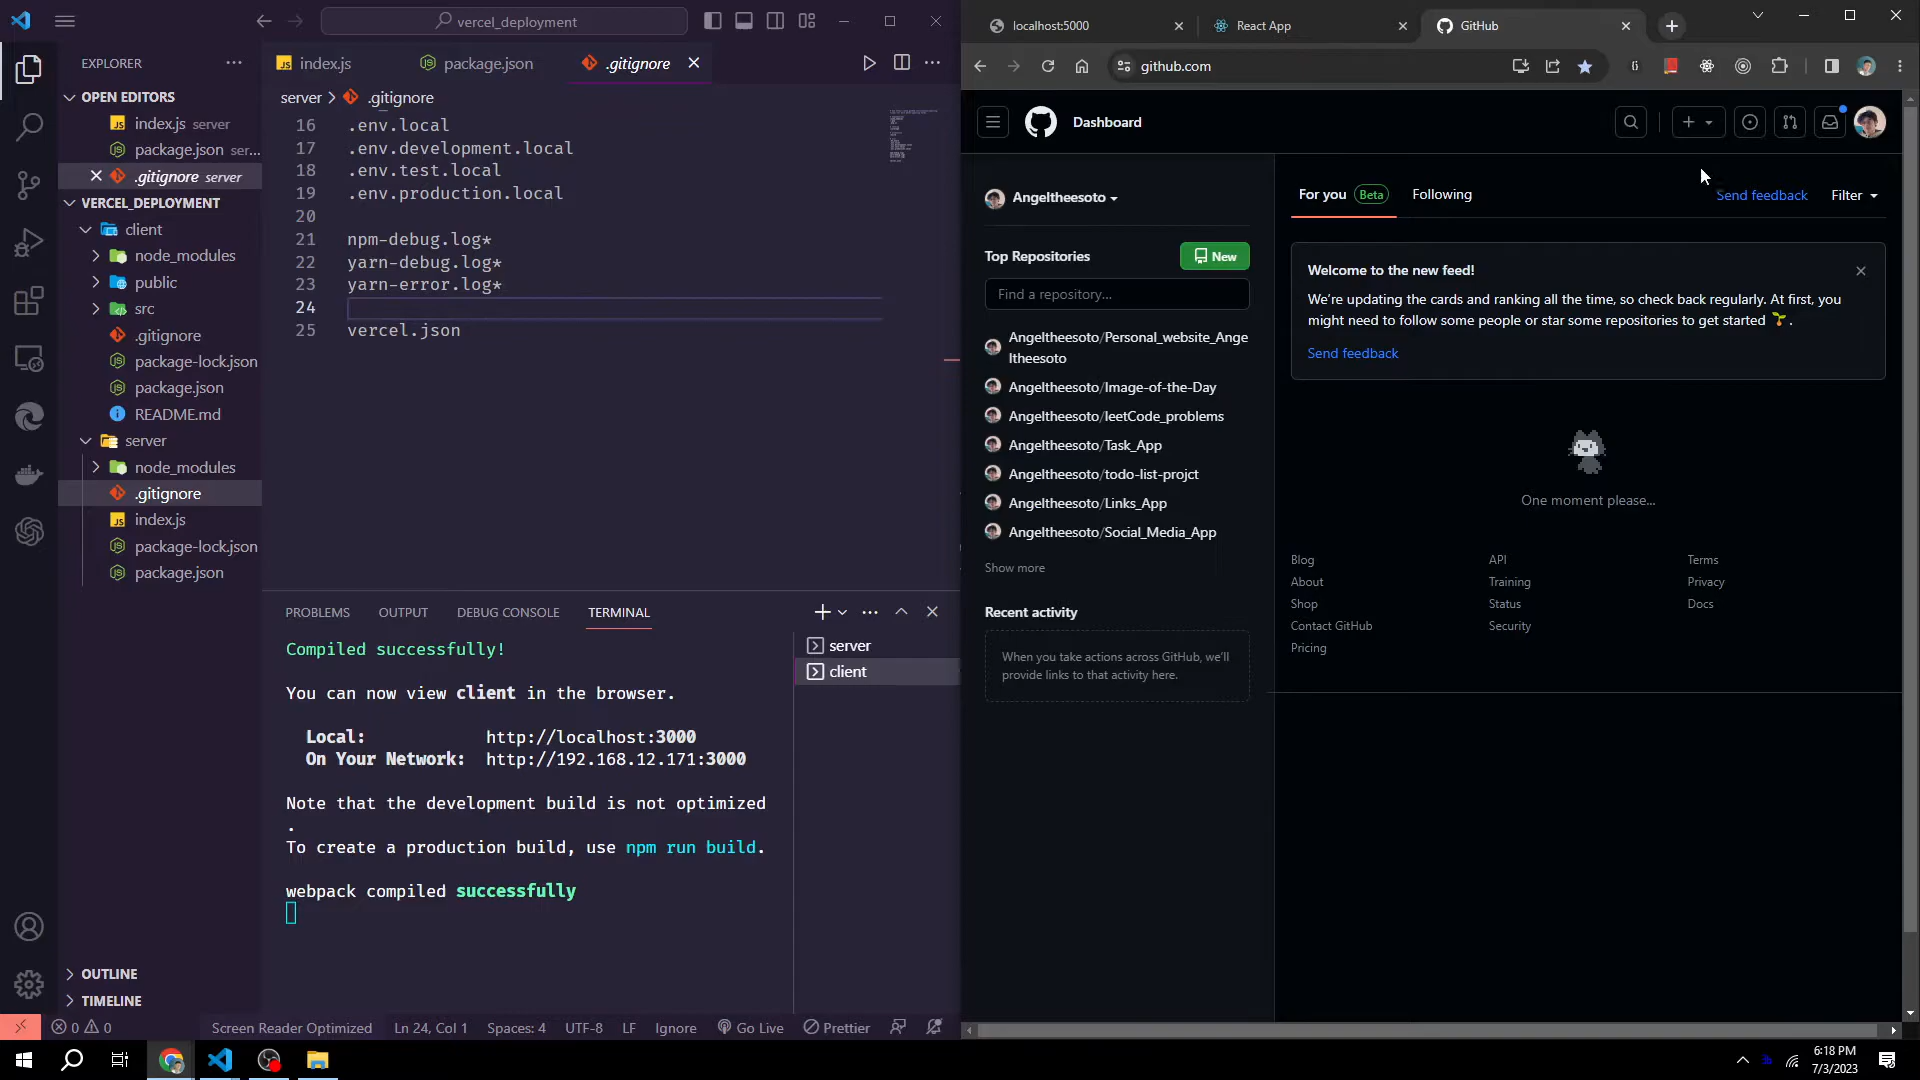 vercel_deployment
EXPLORER
OPEN EDITORS
index.js server
package.json ser...
.gitignore server
VERCEL_DEPLOYMENT
client
node_modules
public
src
.gitignore
package-lock.json
package.json
README.md
server
node_modules
.gitignore
index.js
package-lock.json
package.json
OUTLINE
TIMELINE
index.js
package.json
.gitignore
server > .gitignore
16 .env.local
17 .env.development.local
18 .env.test.local
19 .env.production.local
20
21 npm-debug.log*
22 yarn-debug.log*
23 yarn-error.log*
24
25 vercel.json
PROBLEMS OUTPUT DEBUG CONSOLE TERMINAL
server
client
Compiled successfully!
You can now view client in the browser.
Local: http://localhost:3000
On Your Network: http://192.168.12.171:3000
Note that the development build is not optimized
.
To create a production build, use npm run build.
webpack compiled successfully
0 0 Screen Reader Optimized Ln 24, Col 1 Spaces: 4 UTF-8 LF Ignore Go Live Prettier
localhost:5000
React App
GitHub
github.com
Dashboard
Angeltheesoto
Top Repositories
New
Find a repository...
Angeltheesoto/Personal_website_Ange
ltheesoto
Angeltheesoto/Image-of-the-Day
Angeltheesoto/leetCode_problems
Angeltheesoto/Task_App
Angeltheesoto/todo-list-projct
Angeltheesoto/Links_App
Angeltheesoto/Social_Media_App
Show more
Recent activity
When you take actions across GitHub, we'll
provide links to that activity here.
For you Beta
Following
Send feedback
Filter
Welcome to the new feed!
We're updating the cards and ranking all the time, so check back regularly. At first, you
might need to follow some people or star some repositories to get started 🌱.
Send feedback
One moment please...
Blog API Terms
About Training Privacy
Shop Status Docs
Contact GitHub Security
Pricing
6:18 PM
7/3/2023